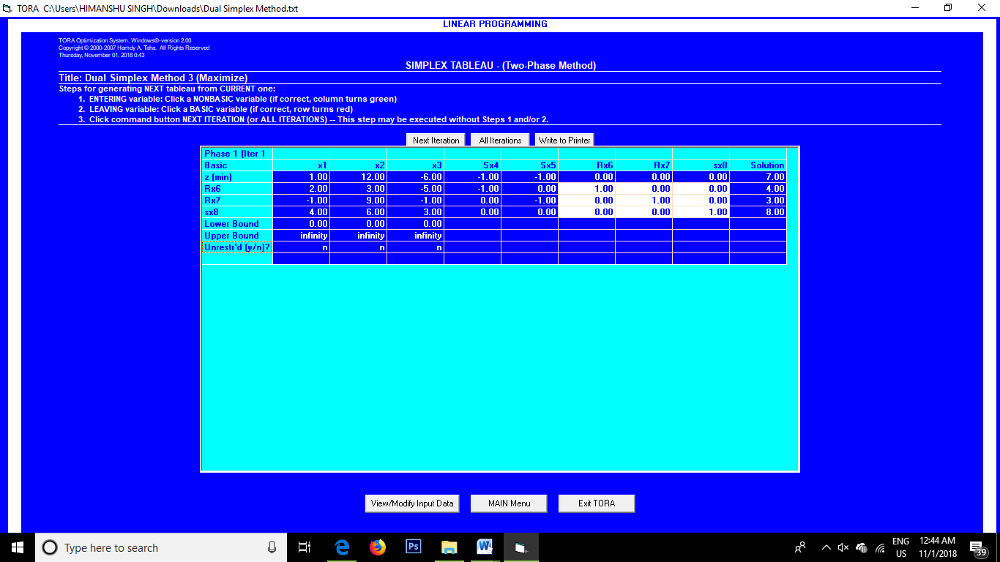 TORA C:\Users\HIMANSHU SINGH\Downloads\Dual Simplex Method.txt
LINEAR PROGRAMMING
TORA Optimization System, Windows®-version 2.00
Copyright © 2000-2007 Hamdy A. Taha. All Rights Reserved
Thursday, November 01, 2018 0:43
SIMPLEX TABLEAU - (Two-Phase Method)
Title: Dual Simplex Method 3 (Maximize)
Steps for generating NEXT tableau from CURRENT one:
1. ENTERING variable: Click a NONBASIC variable (if correct, column turns green)
2. LEAVING variable: Click a BASIC variable (if correct, row turns red)
3. Click command button NEXT ITERATION (or ALL ITERATIONS) -- This step may be executed without Steps 1 and/or 2.
Next Iteration All Iterations Write to Printer
Phase 1 (Iter 1
Basic x1 x2 x3 Sx4 Sx5 Rx6 Rx7 sx8 Solution
z (min) 1.00 12.00 -6.00 -1.00 -1.00 0.00 0.00 0.00 7.00
Rx6 2.00 3.00 -5.00 -1.00 0.00 1.00 0.00 0.00 4.00
Rx7 -1.00 9.00 -1.00 0.00 -1.00 0.00 1.00 0.00 3.00
sx8 4.00 6.00 3.00 0.00 0.00 0.00 0.00 1.00 8.00
Lower Bound 0.00 0.00 0.00
Upper Bound infinity infinity infinity
Unrestr'd (y/n)? n n n
View/Modify Input Data MAIN Menu Exit TORA
Type here to search Ps W ENG 12:44 AM
US 11/1/2018 39